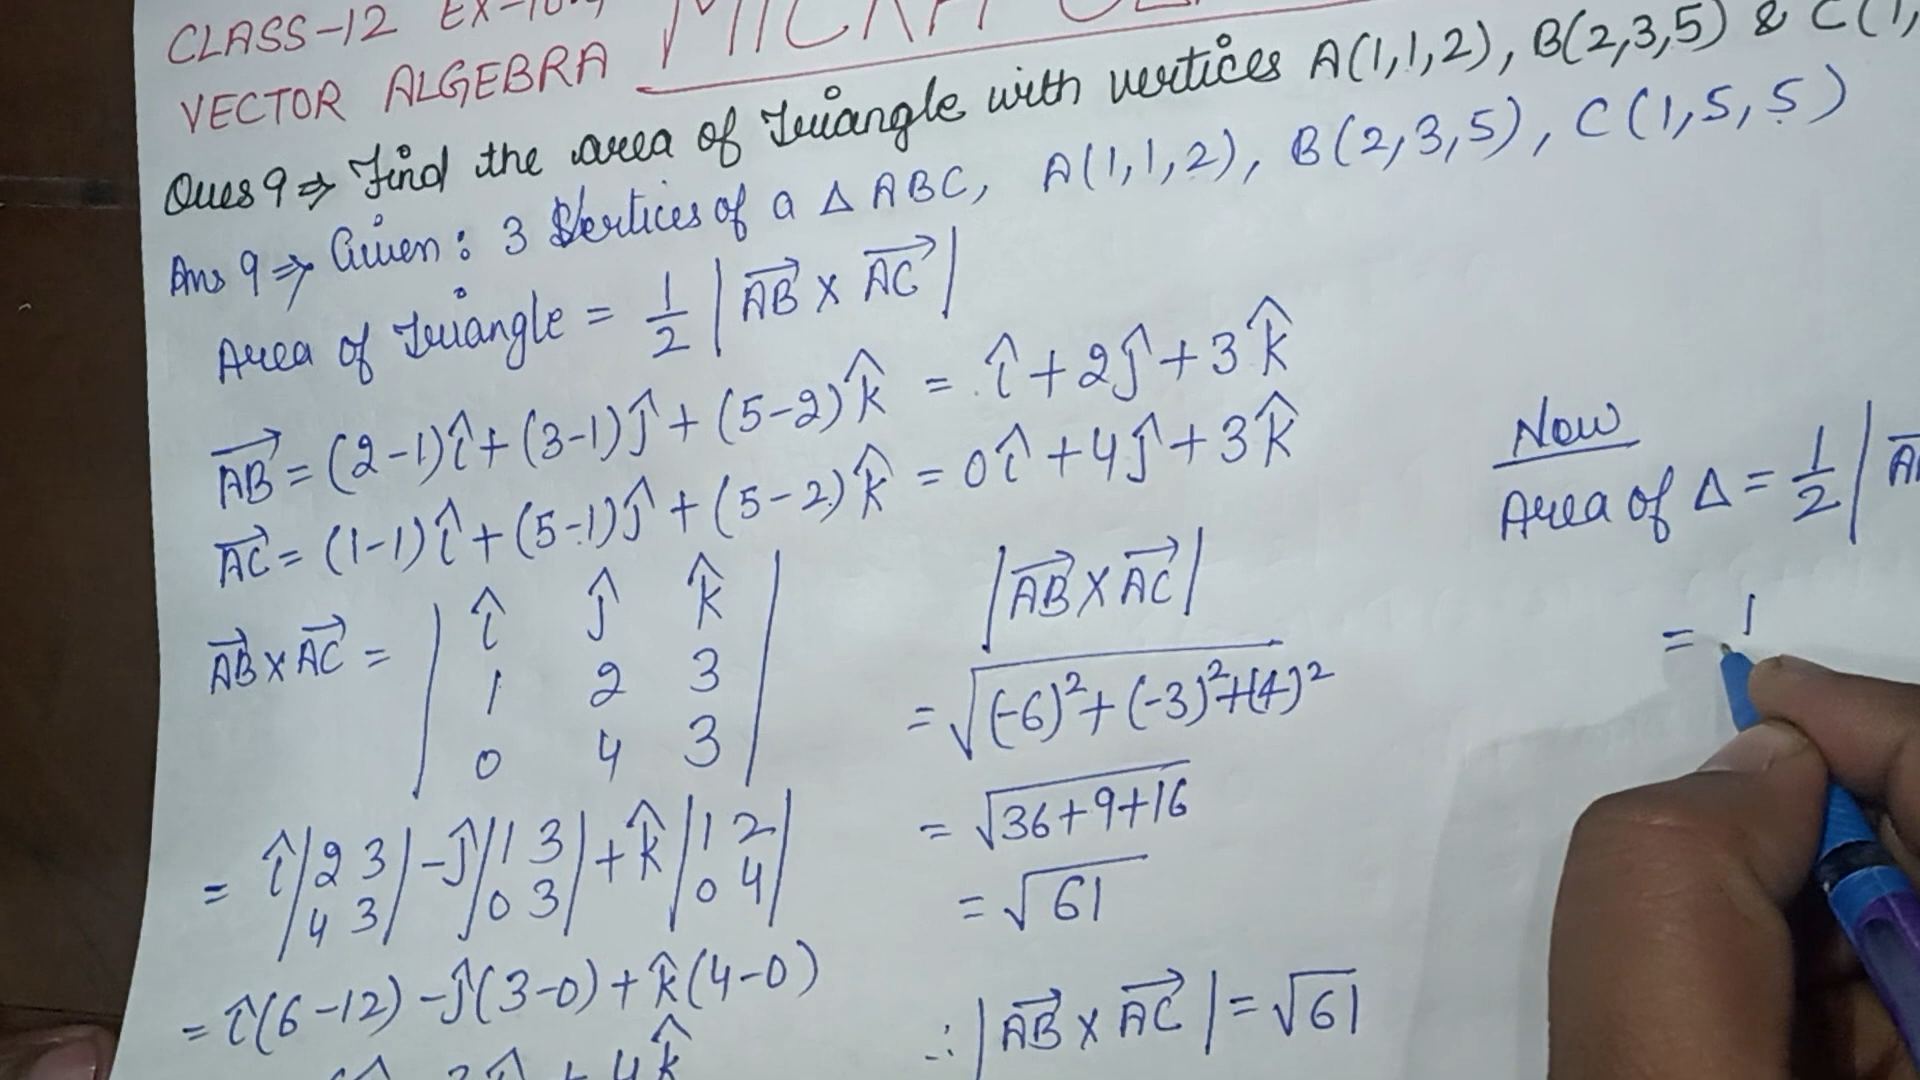 CLASS-12 EX-10.4
VECTOR ALGEBRA
Ques 9 ⇒ Find the area of Triangle with vertices A(1,1,2), B(2,3,5) & C(1,
Ans 9 ⇒ Given: 3 Vertices of a △ ABC, A(1,1,2), B(2,3,5), C(1,5,5)
Area of Triangle = 1/2 |AB⃗ × AC⃗|
AB⃗ = (2-1)î + (3-1)ĵ + (5-2)k̂ = î + 2ĵ + 3k̂
AC⃗ = (1-1)î + (5-1)ĵ + (5-2)k̂ = 0î + 4ĵ + 3k̂
AB⃗ × AC⃗ = | î ĵ k̂ |
1 2 3
0 4 3
= î |2 3| - ĵ |1 3| + k̂ |1 2|
4 3 0 3 0 4
= î(6-12) - ĵ(3-0) + k̂(4-0)
+ 4k̂
|AB⃗ × AC⃗|
= √(-6)² + (-3)² + (4)²
= √36+9+16
= √61
∴ |AB⃗ × AC⃗| = √61
Now
Area of △ = 1/2 |
= 1